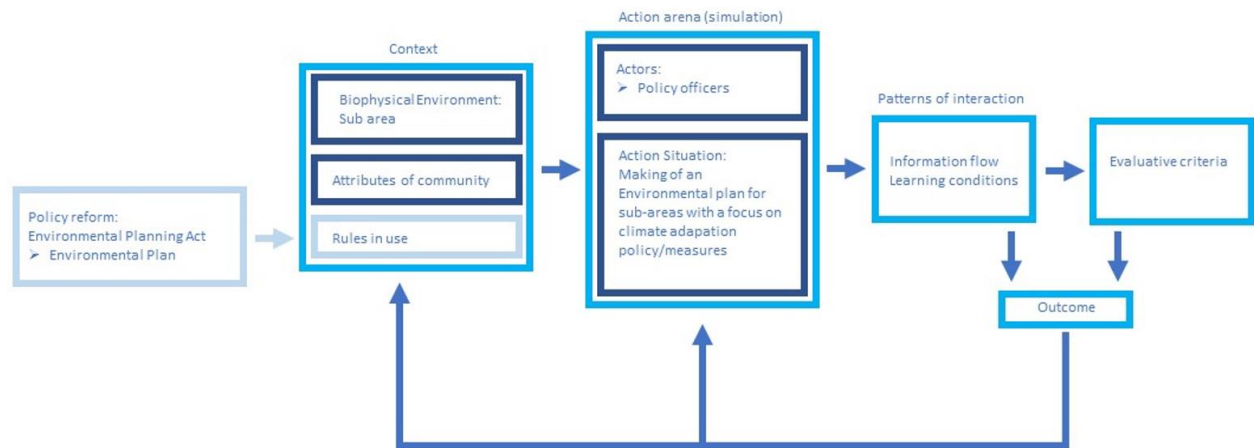 Action arena (simulation)
Context
Actors:
➤ Policy officers
Biophysical Environment:
Sub area
Patterns of interaction
Action Situation:
Making of an
Environmental plan for
sub-areas with a focus on
climate adapation
policy/measures
Information flow
Learning conditions
Evaluative criteria
Attributes of community
Policy reform:
Environmental Planning Act
➤ Environmental Plan
Rules in use
Outcome